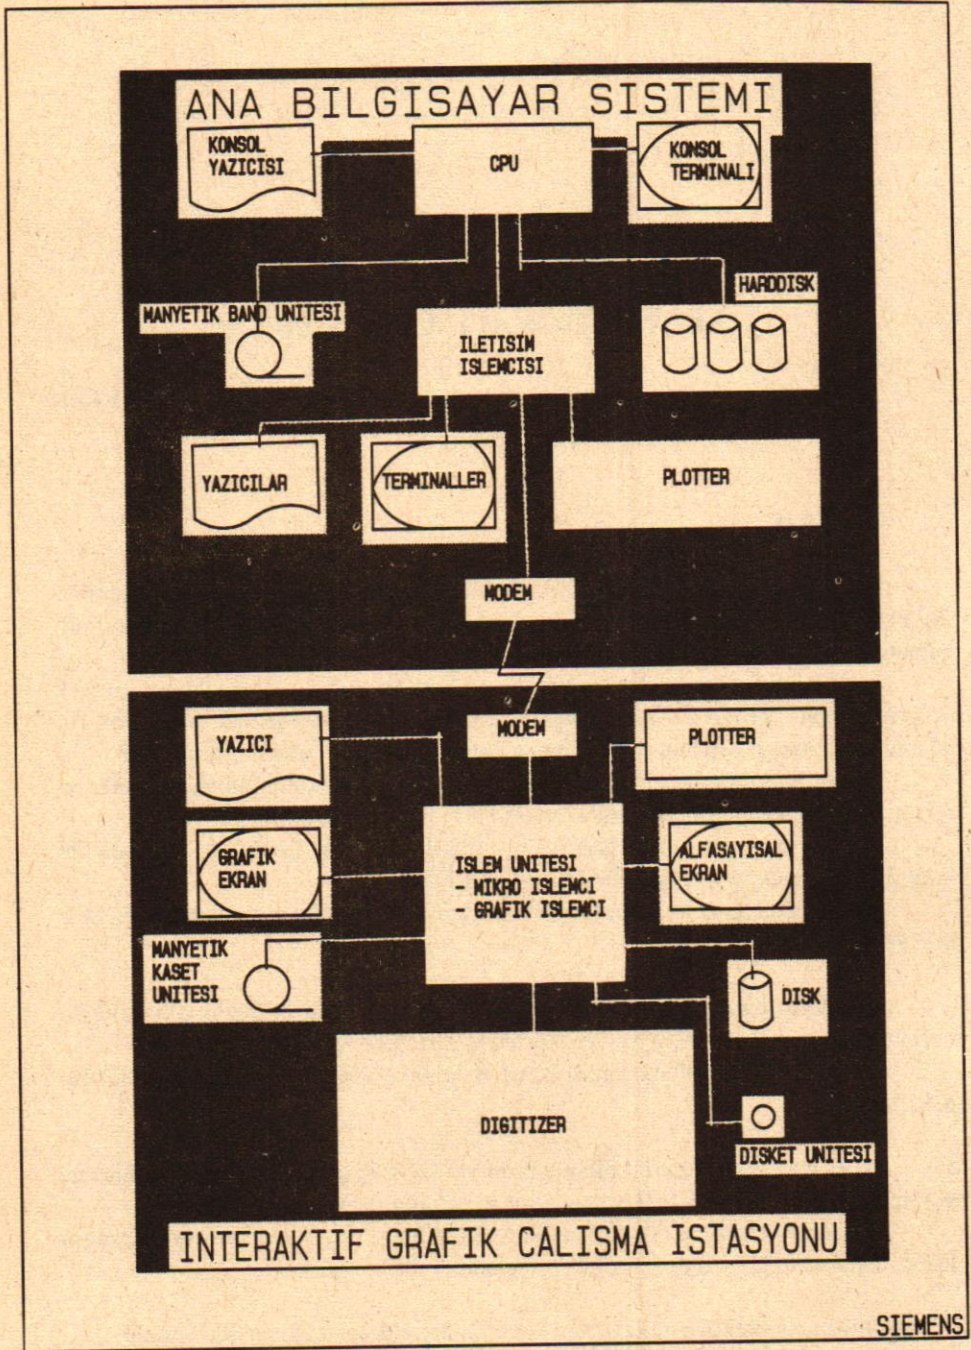 ANA BILGISAYAR SISTEMI
KONSOL
YAZICISI
CPU
KONSOL
TERMINALI
MANYETIK BAND UNITESI
HARDDISK
ILETISIM
ISLEMCISI
YAZICILAR
TERMINALLER
PLOTTER
MODEM
MODEM
YAZICI
PLOTTER
GRAFIK
EKRAN
ISLEM UNITESI
- MIKRO ISLEMCI
- GRAFIK ISLEMCI
ALFASAYISAL
EKRAN
MANYETIK
KASET
UNITESI
DISK
DIGITIZER
DISKET UNITESI
INTERAKTIF GRAFIK CALISMA ISTASYONU
SIEMENS